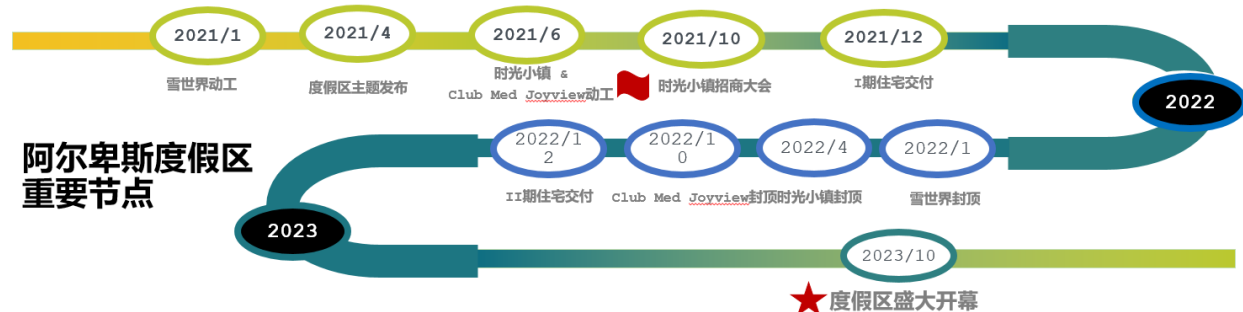 2021/1
2021/4
2021/6
2021/10
2021/12
雪世界动工
度假区主题发布
时光小镇 &
Club Med Joyview动工
时光小镇招商大会
I期住宅交付
2022
阿尔卑斯度假区
重要节点
2022/1
2
2022/1
0
2022/4
2022/1
II期住宅交付
Club Med Joyview封顶
时光小镇封顶
雪世界封顶
2023
2023/10
度假区盛大开幕